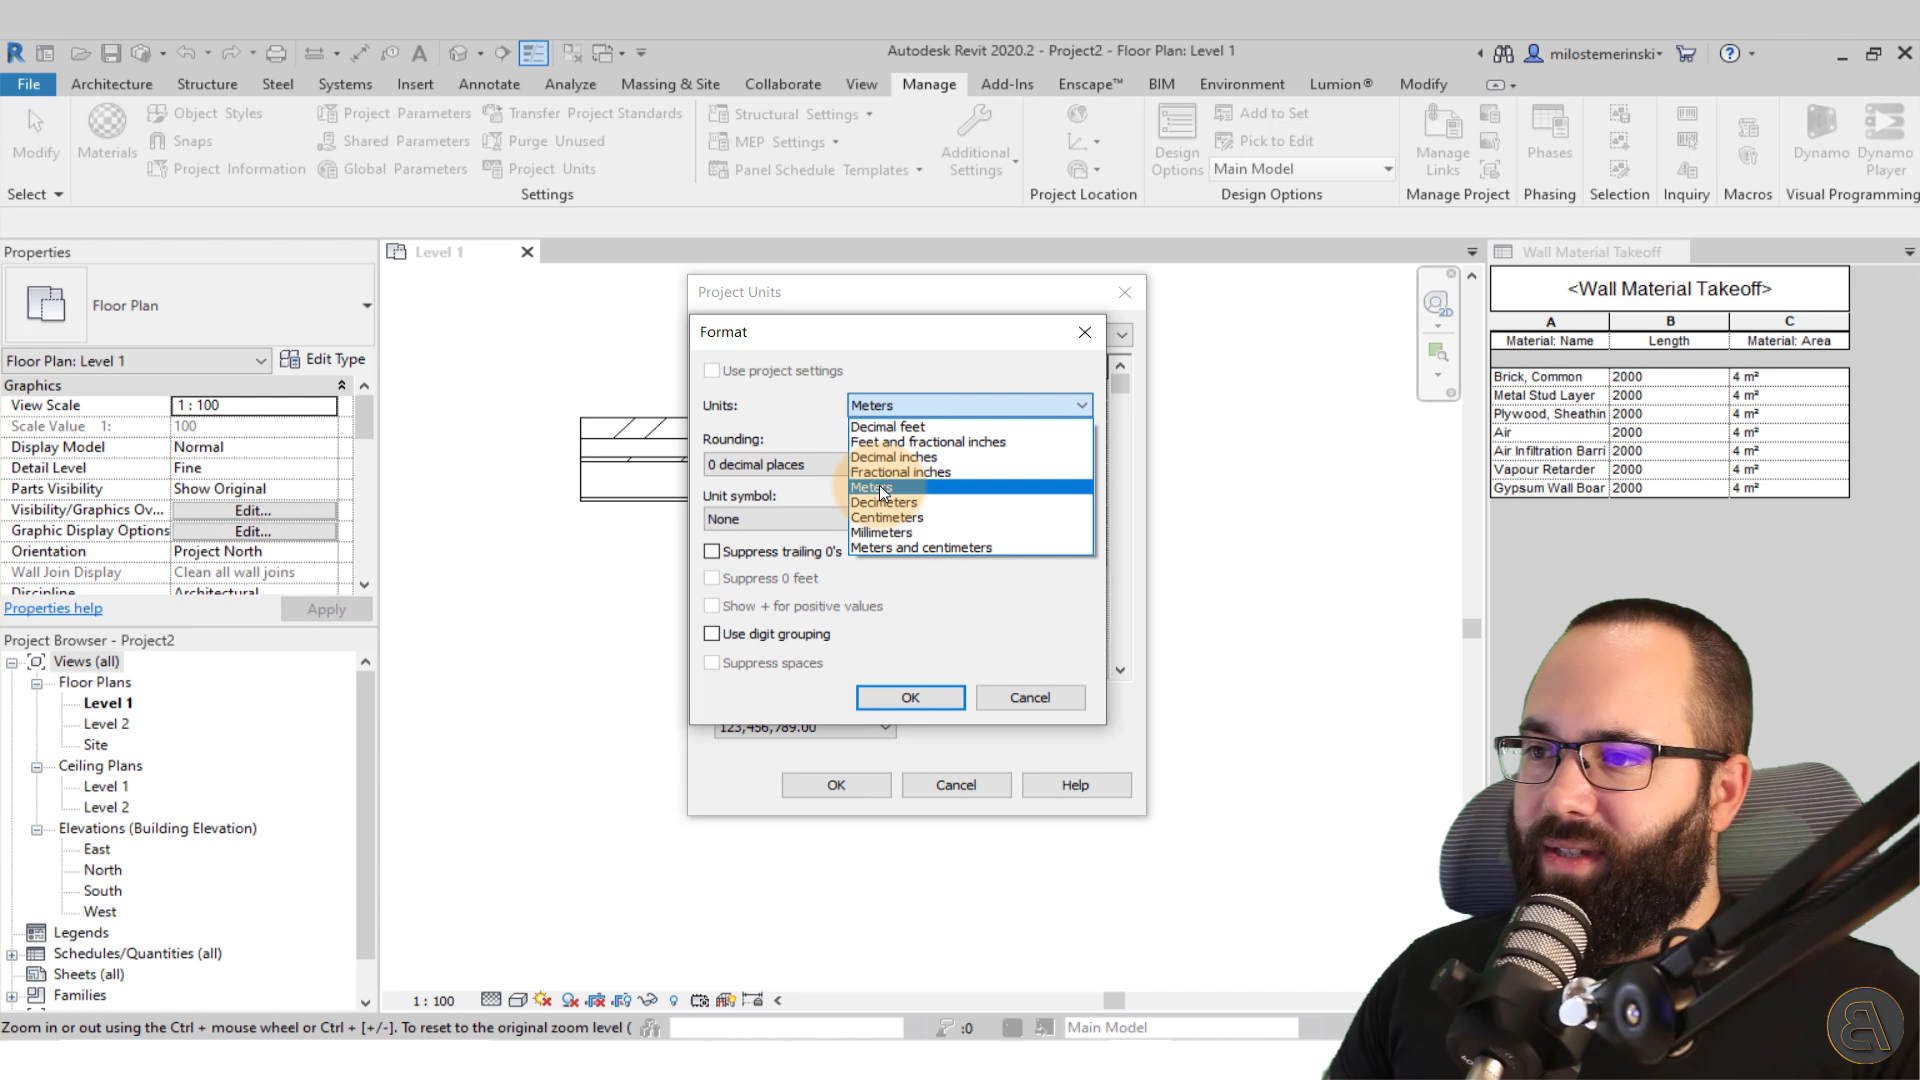 Autodesk Revit 2020.2 - Project2 - Floor Plan: Level 1
milostemerinski
File Architecture Structure Steel Systems Insert Annotate Analyze Massing & Site Collaborate View Manage Add-Ins Enscape™ BIM Environment Lumion® Modify
Object Styles Project Parameters Transfer Project Standards Structural Settings Add to Set
Snaps Shared Parameters Purge Unused MEP Settings Pick to Edit
Project Information Global Parameters Project Units Panel Schedule Templates Main Model
Modify Materials Additional Settings Design Options Manage Links Phases Dynamo Dynamo Player
Select Settings Project Location Design Options Manage Project Phasing Selection Inquiry Macros Visual Programming
Properties
Floor Plan
Floor Plan: Level 1 Edit Type
Graphics
View Scale 1 : 100
Scale Value 1: 100
Display Model Normal
Detail Level Fine
Parts Visibility Show Original
Visibility/Graphics Ov... Edit...
Graphic Display Options Edit...
Orientation Project North
Wall Join Display Clean all wall joins
Discipline Architectural
Properties help Apply
Project Browser - Project2
Views (all)
Floor Plans
Level 1
Level 2
Site
Ceiling Plans
Level 1
Level 2
Elevations (Building Elevation)
East
North
South
West
Legends
Schedules/Quantities (all)
Sheets (all)
Families
Level 1
Project Units
Format
Use project settings
Units: Meters
Decimal feet
Feet and fractional inches
Decimal inches
Fractional inches
Meters
Decimeters
Centimeters
Millimeters
Meters and centimeters
Rounding:
0 decimal places
Unit symbol:
None
Suppress trailing 0's
Suppress 0 feet
Show + for positive values
Use digit grouping
Suppress spaces
OK Cancel
123,456,789.00
OK Cancel Help
Wall Material Takeoff
<Wall Material Takeoff>
A B C
Material: Name Length Material: Area
Brick, Common 2000 4 m²
Metal Stud Layer 2000 4 m²
Plywood, Sheathin 2000 4 m²
Air 2000 4 m²
Air Infiltration Barri 2000 4 m²
Vapour Retarder 2000 4 m²
Gypsum Wall Boar 2000 4 m²
2D
1 : 100
Zoom in or out using the Ctrl + mouse wheel or Ctrl + [+/-]. To reset to the original zoom level (
:0 Main Model